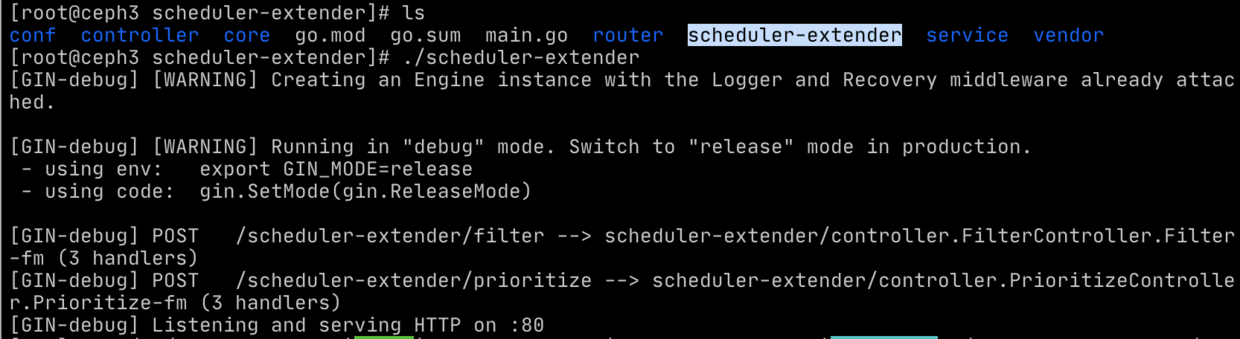 [root@ceph3 scheduler-extender]# ls
conf  controller  core  go.mod  go.sum  main.go  router  scheduler-extender  service  vendor
[root@ceph3 scheduler-extender]# ./scheduler-extender
[GIN-debug] [WARNING] Creating an Engine instance with the Logger and Recovery middleware already attac
hed.

[GIN-debug] [WARNING] Running in "debug" mode. Switch to "release" mode in production.
 - using env:   export GIN_MODE=release
 - using code:  gin.SetMode(gin.ReleaseMode)

[GIN-debug] POST   /scheduler-extender/filter --> scheduler-extender/controller.FilterController.Filter
-fm (3 handlers)
[GIN-debug] POST   /scheduler-extender/prioritize --> scheduler-extender/controller.PrioritizeControlle
r.Prioritize-fm (3 handlers)
[GIN-debug] Listening and serving HTTP on :80